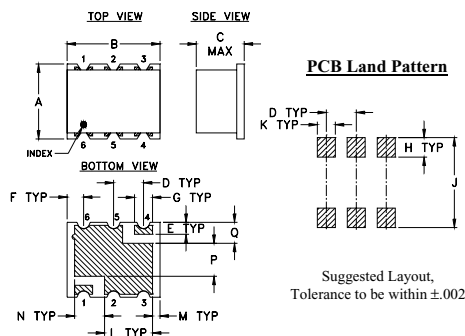 TOP VIEW
SIDE VIEW
B
C
MAX
1 2 3
A
INDEX
6 5 4
BOTTOM VIEW
F TYP
D TYP
G TYP
E TYP
Q
6 5 4
P
1 2 3
N TYP
M TYP
L TYP
PCB Land Pattern
D TYP
K TYP
H TYP
J
Suggested Layout,
Tolerance to be within ±.002